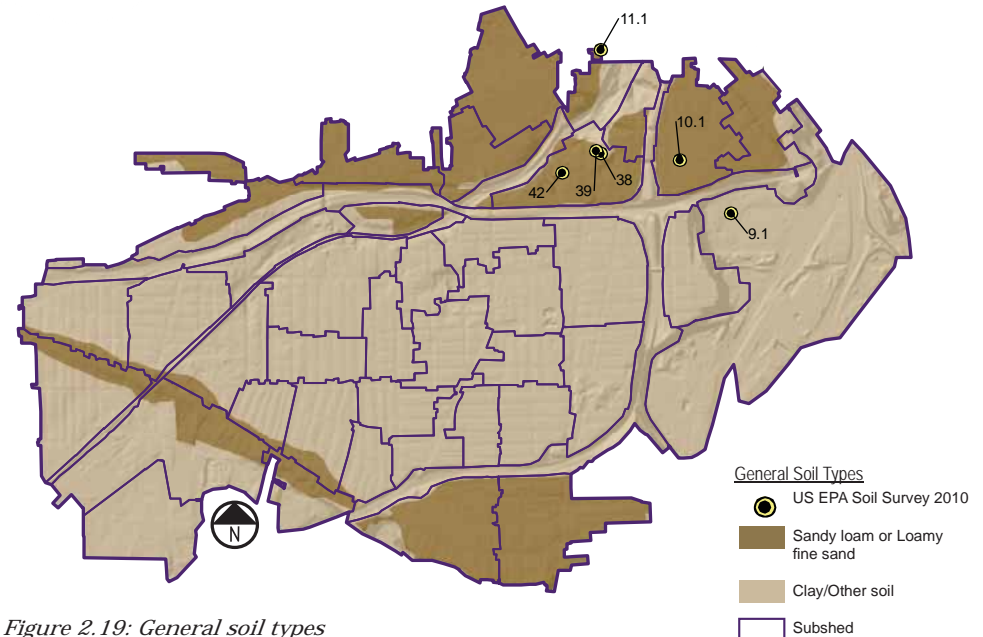 11.1
10.1
42
39
38
9.1
N
General Soil Types
US EPA Soil Survey 2010
Sandy loam or Loamy
fine sand
Clay/Other soil
Subshed
Figure 2.19: General soil types